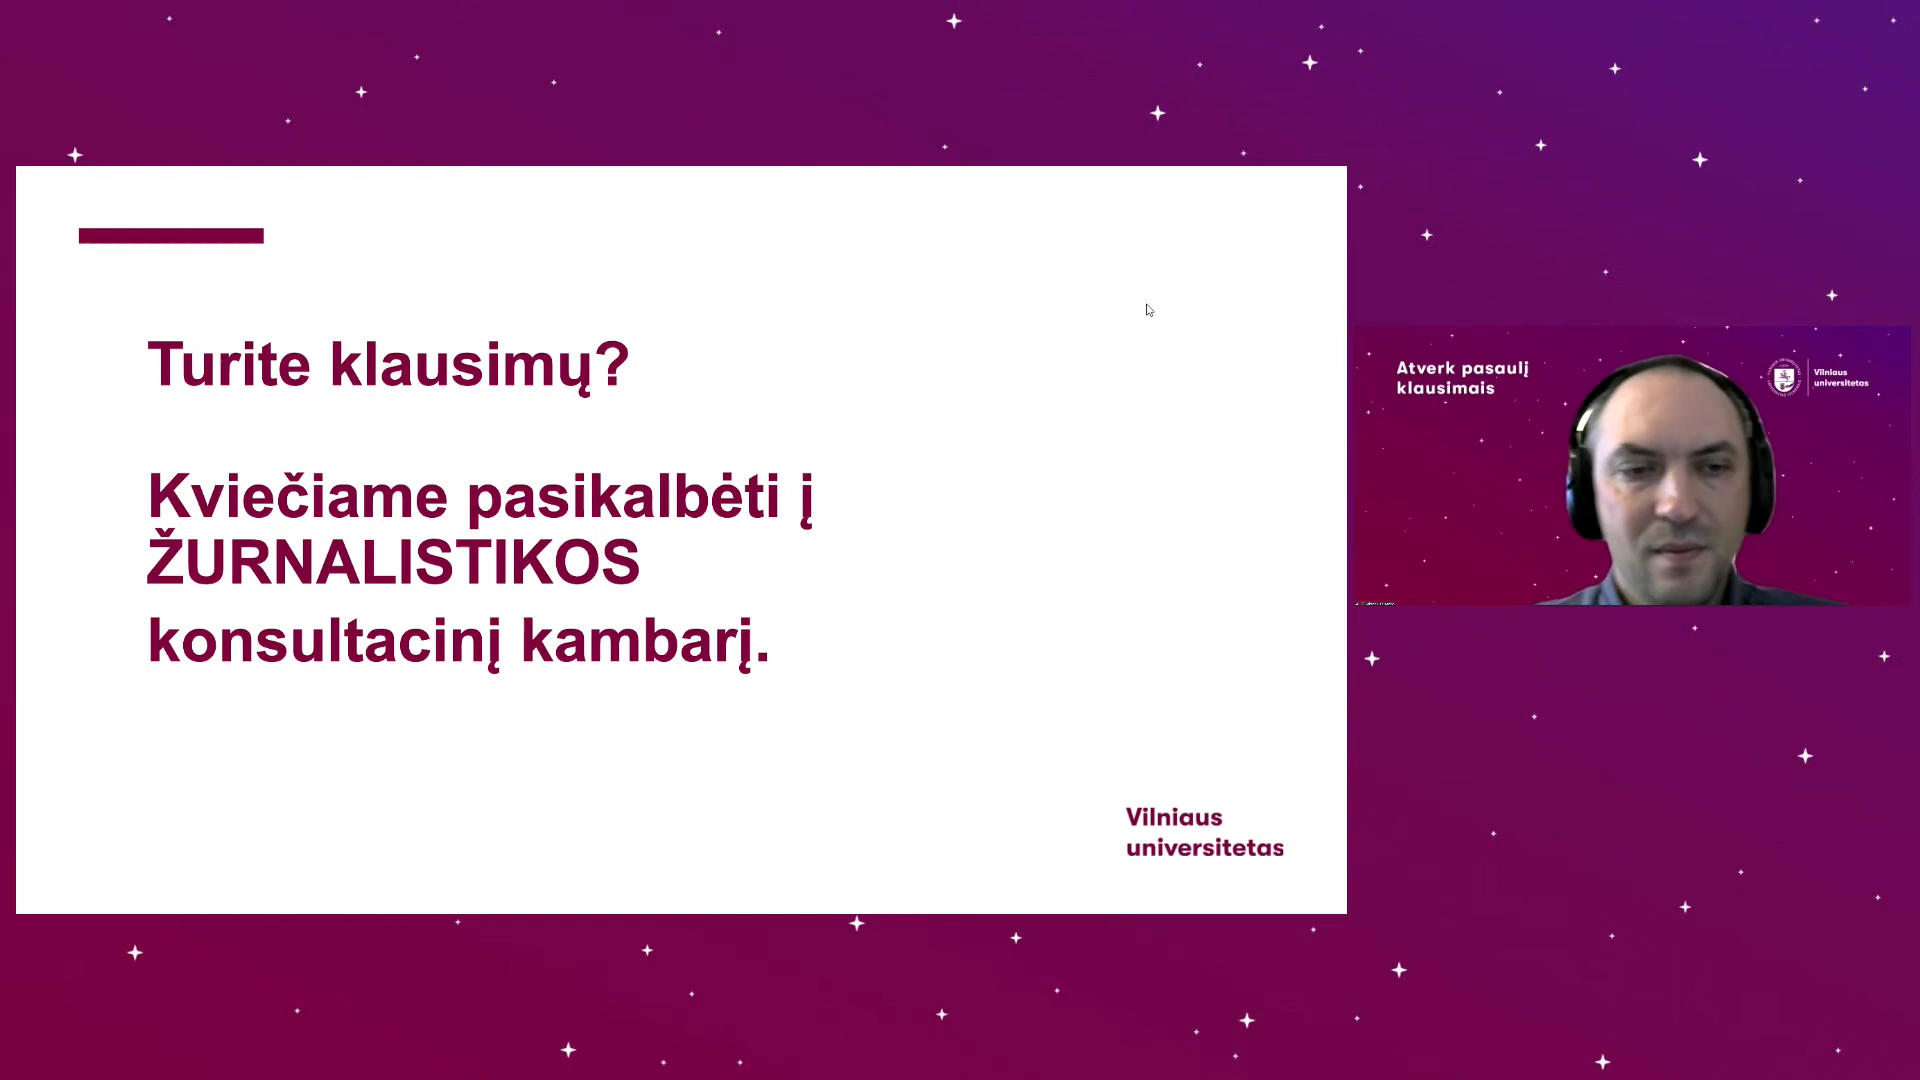 Turite klausimų?
Kviečiame pasikalbėti į
ŽURNALISTIKOS
konsultacinį kambarį.
Vilniaus
universitetas
Atverk pasaulį
klausimais
Vilniaus
universitetas